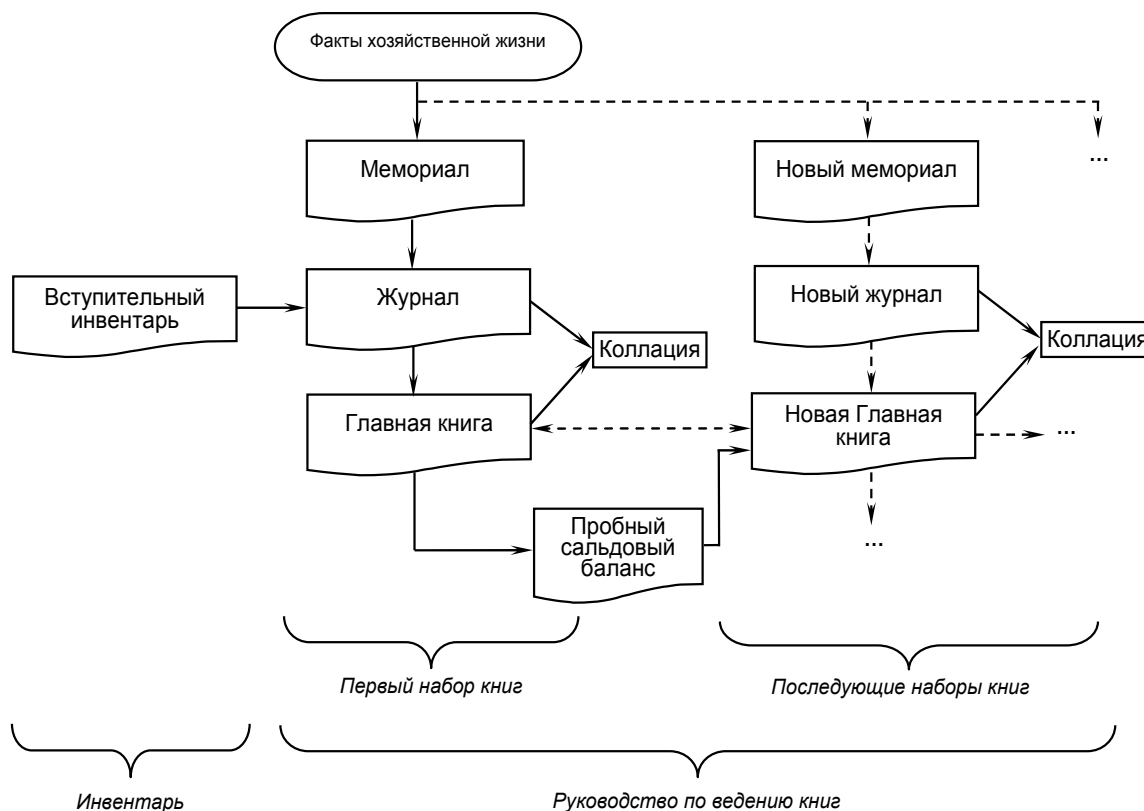 Факты хозяйственной жизни
Мемориал
Новый мемориал
...
Вступительный
инвентарь
Журнал
Новый журнал
Коллация
Коллация
Главная книга
Новая Главная
книга
...
Пробный
сальдовый
баланс
...
Первый набор книг
Последующие наборы книг
Инвентарь
Руководство по ведению книг